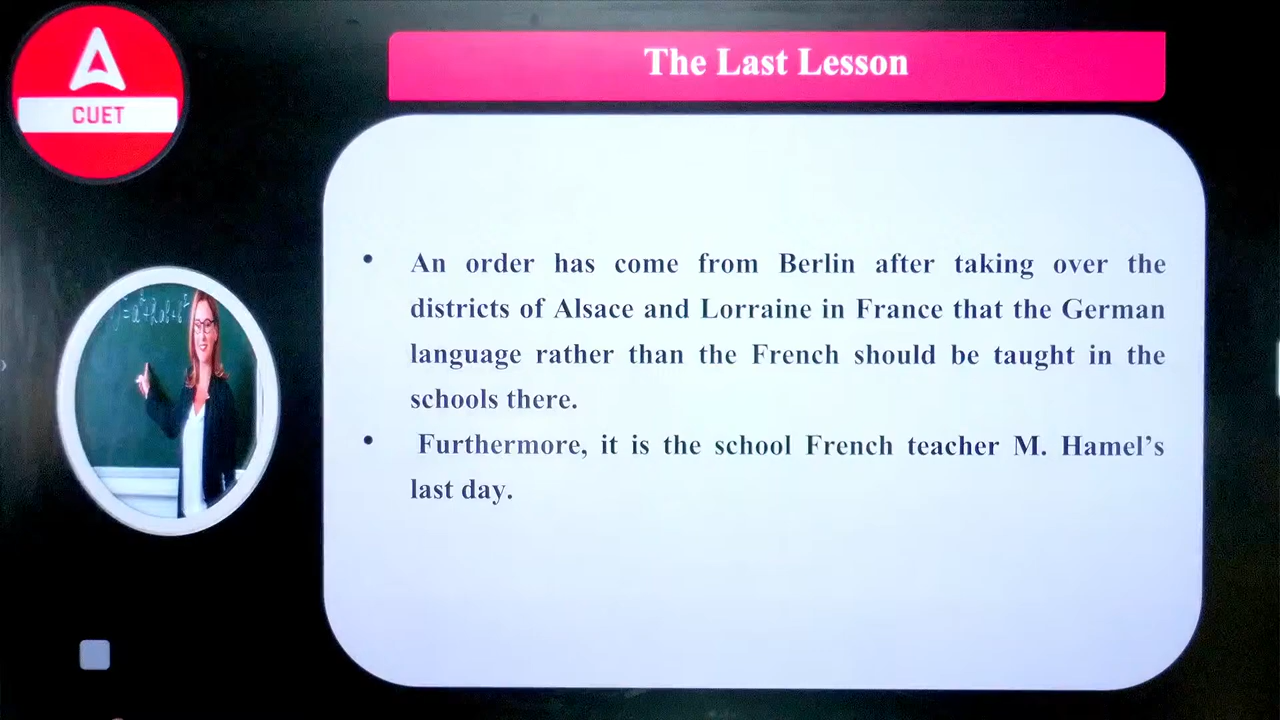 A
CUET
The Last Lesson
• An order has come from Berlin after taking over the
districts of Alsace and Lorraine in France that the German
language rather than the French should be taught in the
schools there.
• Furthermore, it is the school French teacher M. Hamel’s
last day.